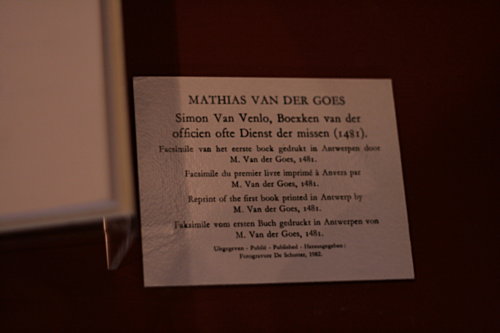 MATHIAS VAN DER GOES
Simon Van Venlo, Boexken van der
officien ofte Dienst der missen (1481).
Facsimile van het eerste boek gedrukt in Antwerpen door
M. Van der Goes, 1481.
Facsimile du premier livre imprimé à Anvers par
M. Van der Goes, 1481.
Reprint of the first book printed in Antwerp by
M. Van der Goes, 1481.
Faksimile vom ersten Buch gedruckt in Antwerpen von
M. Van der Goes, 1481.
Uitgegeven - Publié - Published - Herausgegeben:
Fotogravure De Schutter, 1982.